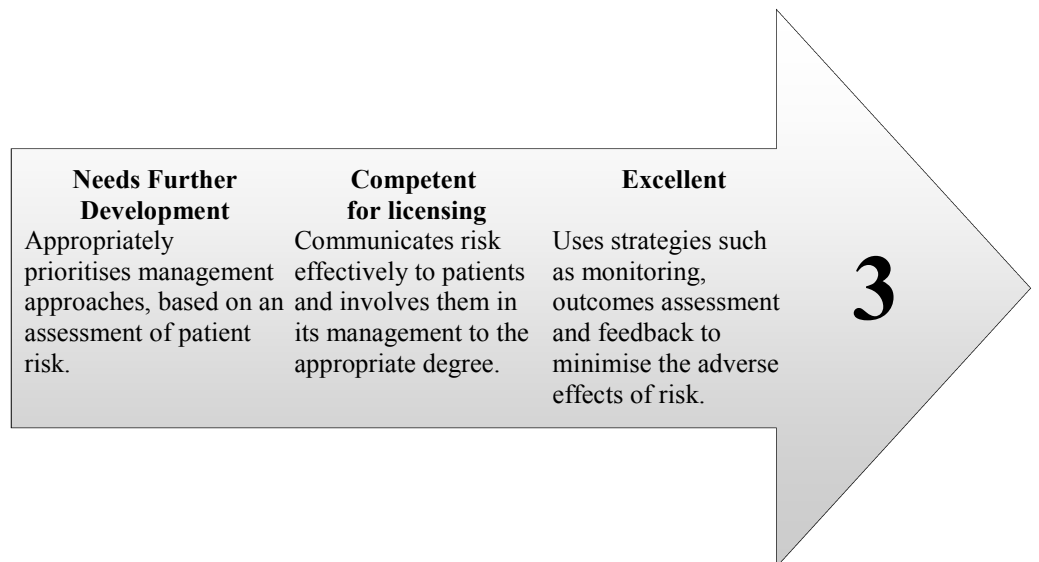 Needs Further
Development
Appropriately
prioritises management
approaches, based on an
assessment of patient
risk.
Competent
for licensing
Communicates risk
effectively to patients
and involves them in
its management to the
appropriate degree.
Excellent
Uses strategies such
as monitoring,
outcomes assessment
and feedback to
minimise the adverse
effects of risk.
3